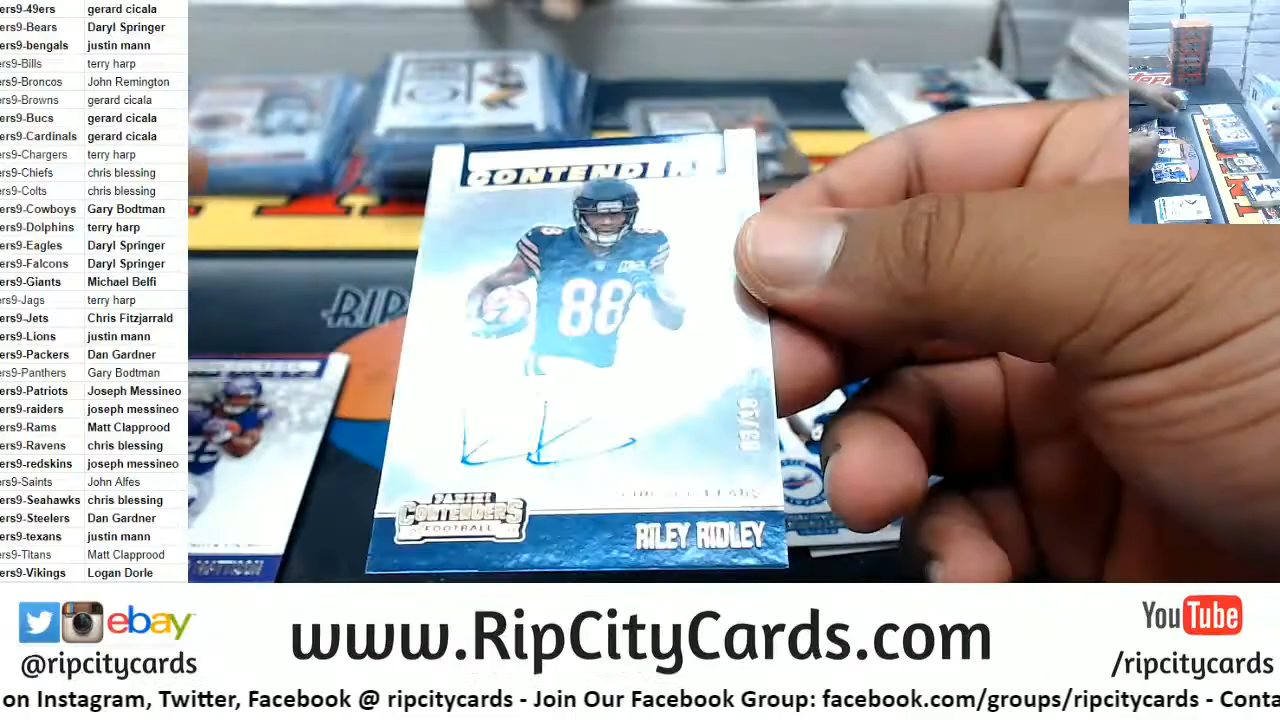 ers9-49ers gerard cicala
ers9-Bears Daryl Springer
ers9-bengals justin mann
ers9-Bills terry harp
ers9-Broncos John Remington
ers9-Browns gerard cicala
ers9-Bucs gerard cicala
ers9-Cardinals gerard cicala
ers9-Chargers terry harp
ers9-Chiefs chris blessing
ers9-Colts chris blessing
ers9-Cowboys Gary Bodtman
ers9-Dolphins terry harp
ers9-Eagles Daryl Springer
ers9-Falcons Daryl Springer
ers9-Giants Michael Belfi
ers9-Jags terry harp
ers9-Jets Chris Fitzjarrald
ers9-Lions justin mann
ers9-Packers Dan Gardner
ers9-Panthers Gary Bodtman
ers9-Patriots Joseph Messineo
ers9-raiders joseph messineo
ers9-Rams Matt Clapprood
ers9-Ravens chris blessing
ers9-redskins joseph messineo
ers9-Saints John Alfes
ers9-Seahawks chris blessing
ers9-Steelers Dan Gardner
ers9-texans justin mann
ers9-Titans Matt Clapprood
ers9-Vikings Logan Dorle
CONTENDER
88
PANINI
CONTENDERS
FOOTBALL
RILEY RIDLEY
RIP
ebay
@ripcitycards
www.RipCityCards.com
YouTube
/ripcitycards
on Instagram, Twitter, Facebook @ ripcitycards - Join Our Facebook Group: facebook.com/groups/ripcitycards - Conta